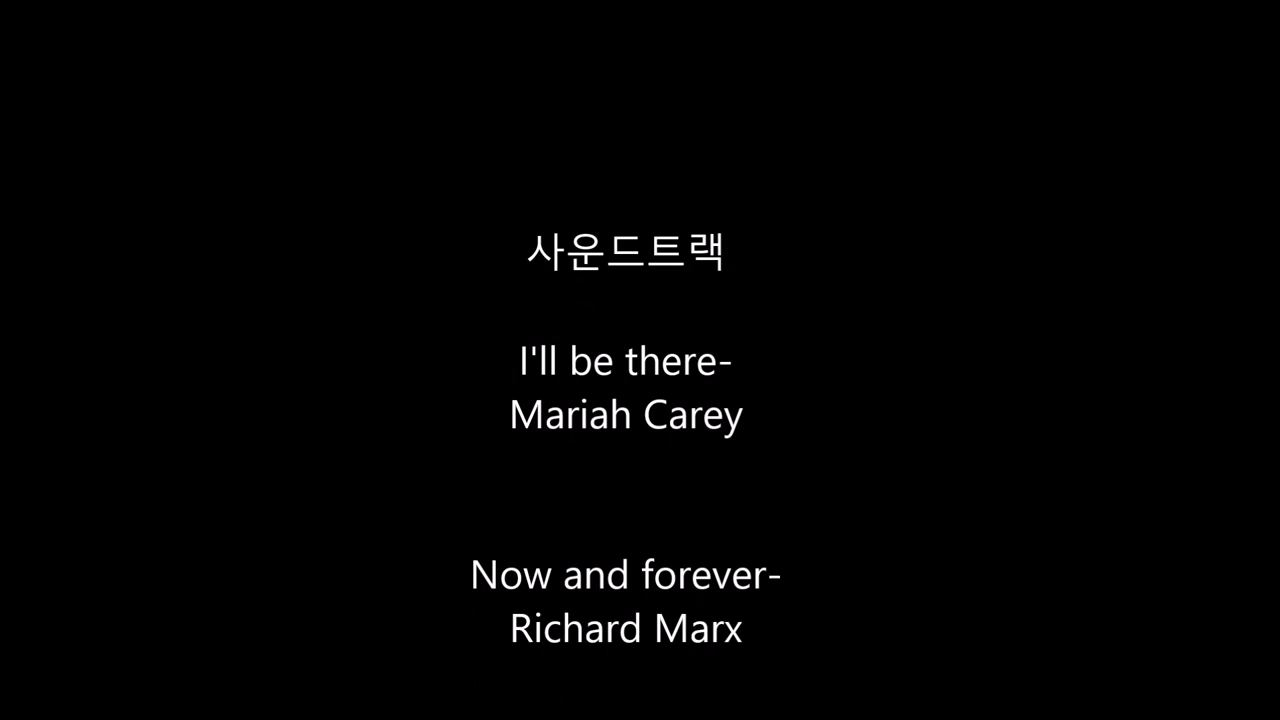 사운드트랙
I'll be there-
Mariah Carey
Now and forever-
Richard Marx